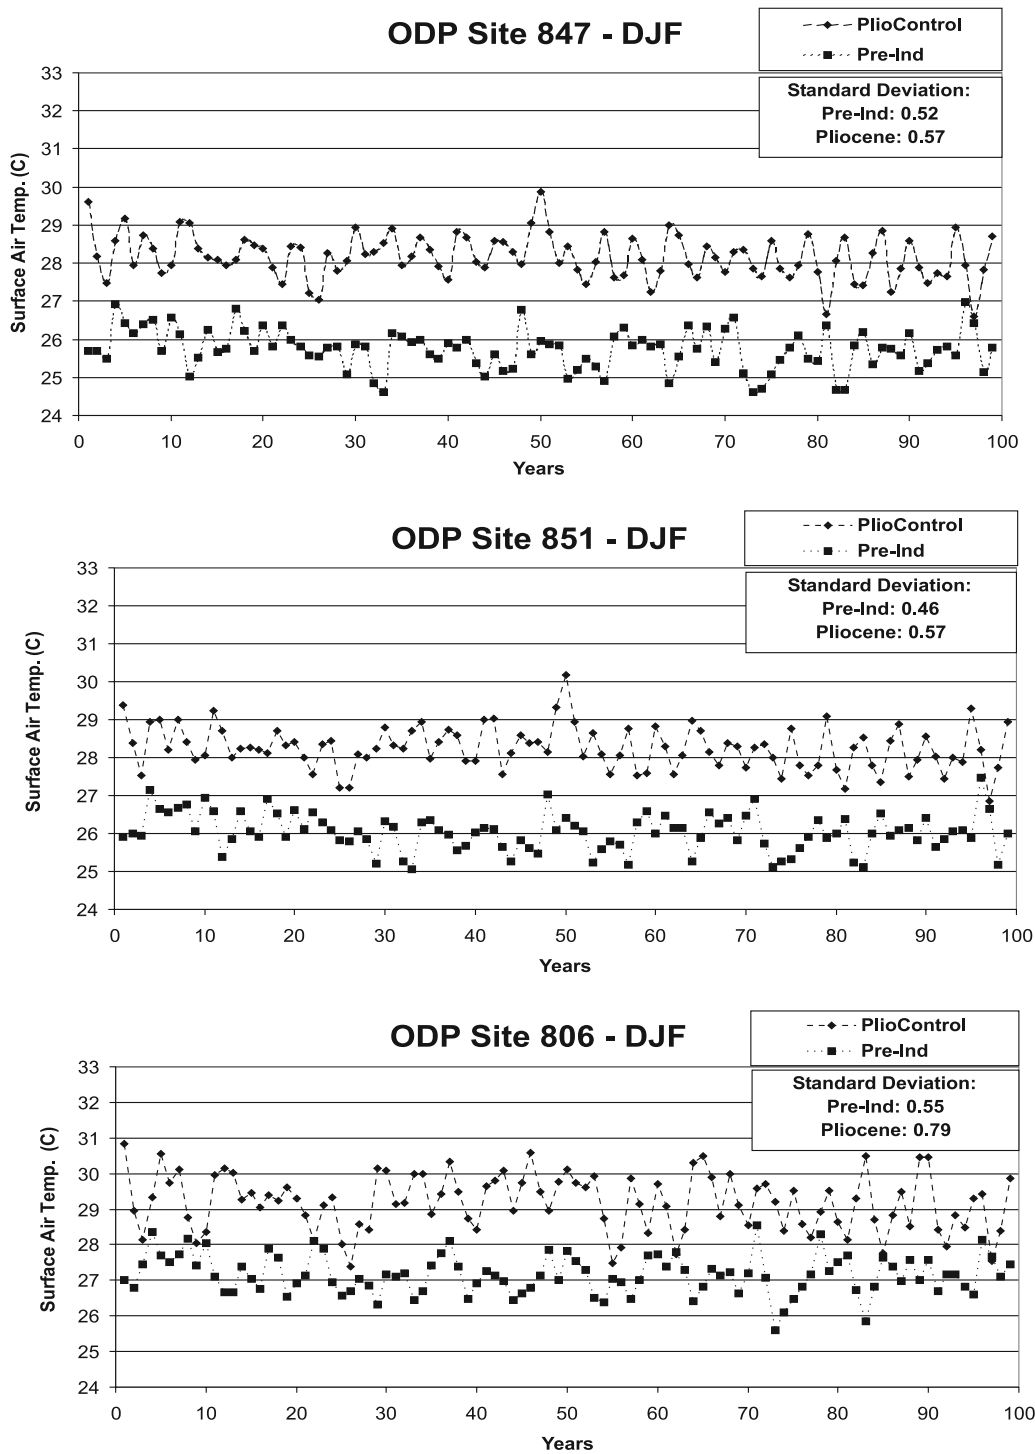 ODP Site 847 - DJF
PlioControl
Pre-Ind
Standard Deviation:
Pre-Ind: 0.52
Pliocene: 0.57
33
32
31
30
29
28
27
26
25
24
Surface Air Temp. (C)
0 10 20 30 40 50 60 70 80 90 100
Years
ODP Site 851 - DJF
PlioControl
Pre-Ind
Standard Deviation:
Pre-Ind: 0.46
Pliocene: 0.57
33
32
31
30
29
28
27
26
25
24
Surface Air Temp. (C)
0 10 20 30 40 50 60 70 80 90 100
Years
ODP Site 806 - DJF
PlioControl
Pre-Ind
Standard Deviation:
Pre-Ind: 0.55
Pliocene: 0.79
33
32
31
30
29
28
27
26
25
24
Surface Air Temp. (C)
0 10 20 30 40 50 60 70 80 90 100
Years